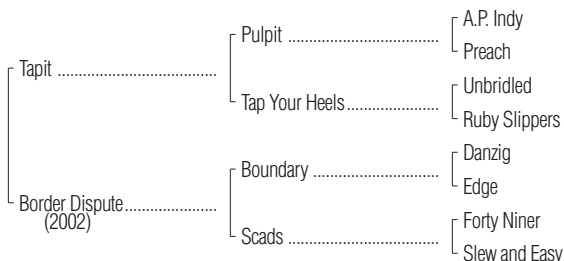 A.P. Indy
Pulpit ........................................
Preach
Tapit ..........................................
Unbridled
Tap Your Heels........................
Ruby Slippers
Danzig
Boundary .................................
Edge
Border Dispute........................
(2002)
Forty Niner
Scads .......................................
Slew and Easy